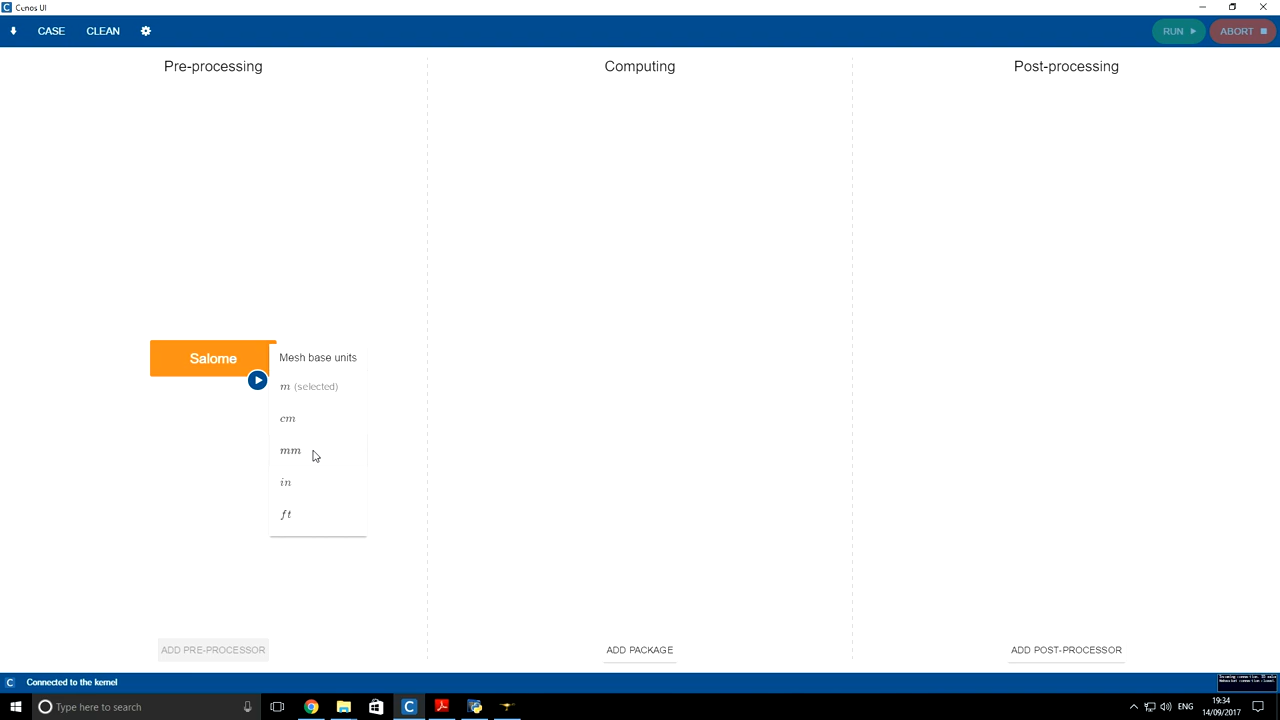 Cenos UI
CASE CLEAN RUN ABORT
Pre-processing Computing Post-processing
Salome
Mesh base units
m (selected)
cm
mm
in
ft
ADD PRE-PROCESSOR ADD PACKAGE ADD POST-PROCESSOR
Connected to the kernel
Type here to search
ENG
19:34
14/09/2017